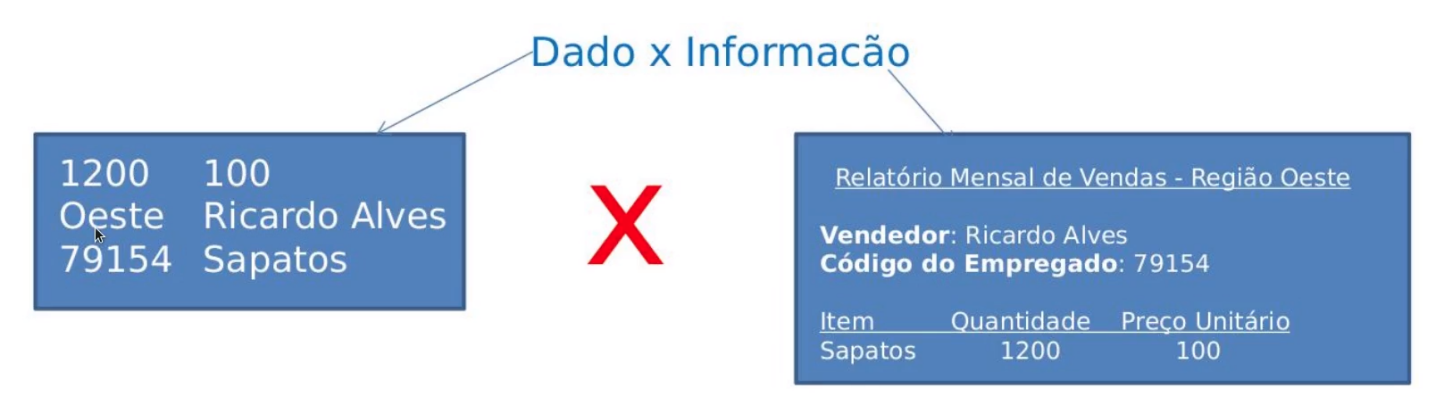 Dado x Informacão
1200 100
Oeste Ricardo Alves
79154 Sapatos
X
Relatório Mensal de Vendas - Região Oeste
Vendedor: Ricardo Alves
Código do Empregado: 79154
Item Quantidade Preço Unitário
Sapatos 1200 100